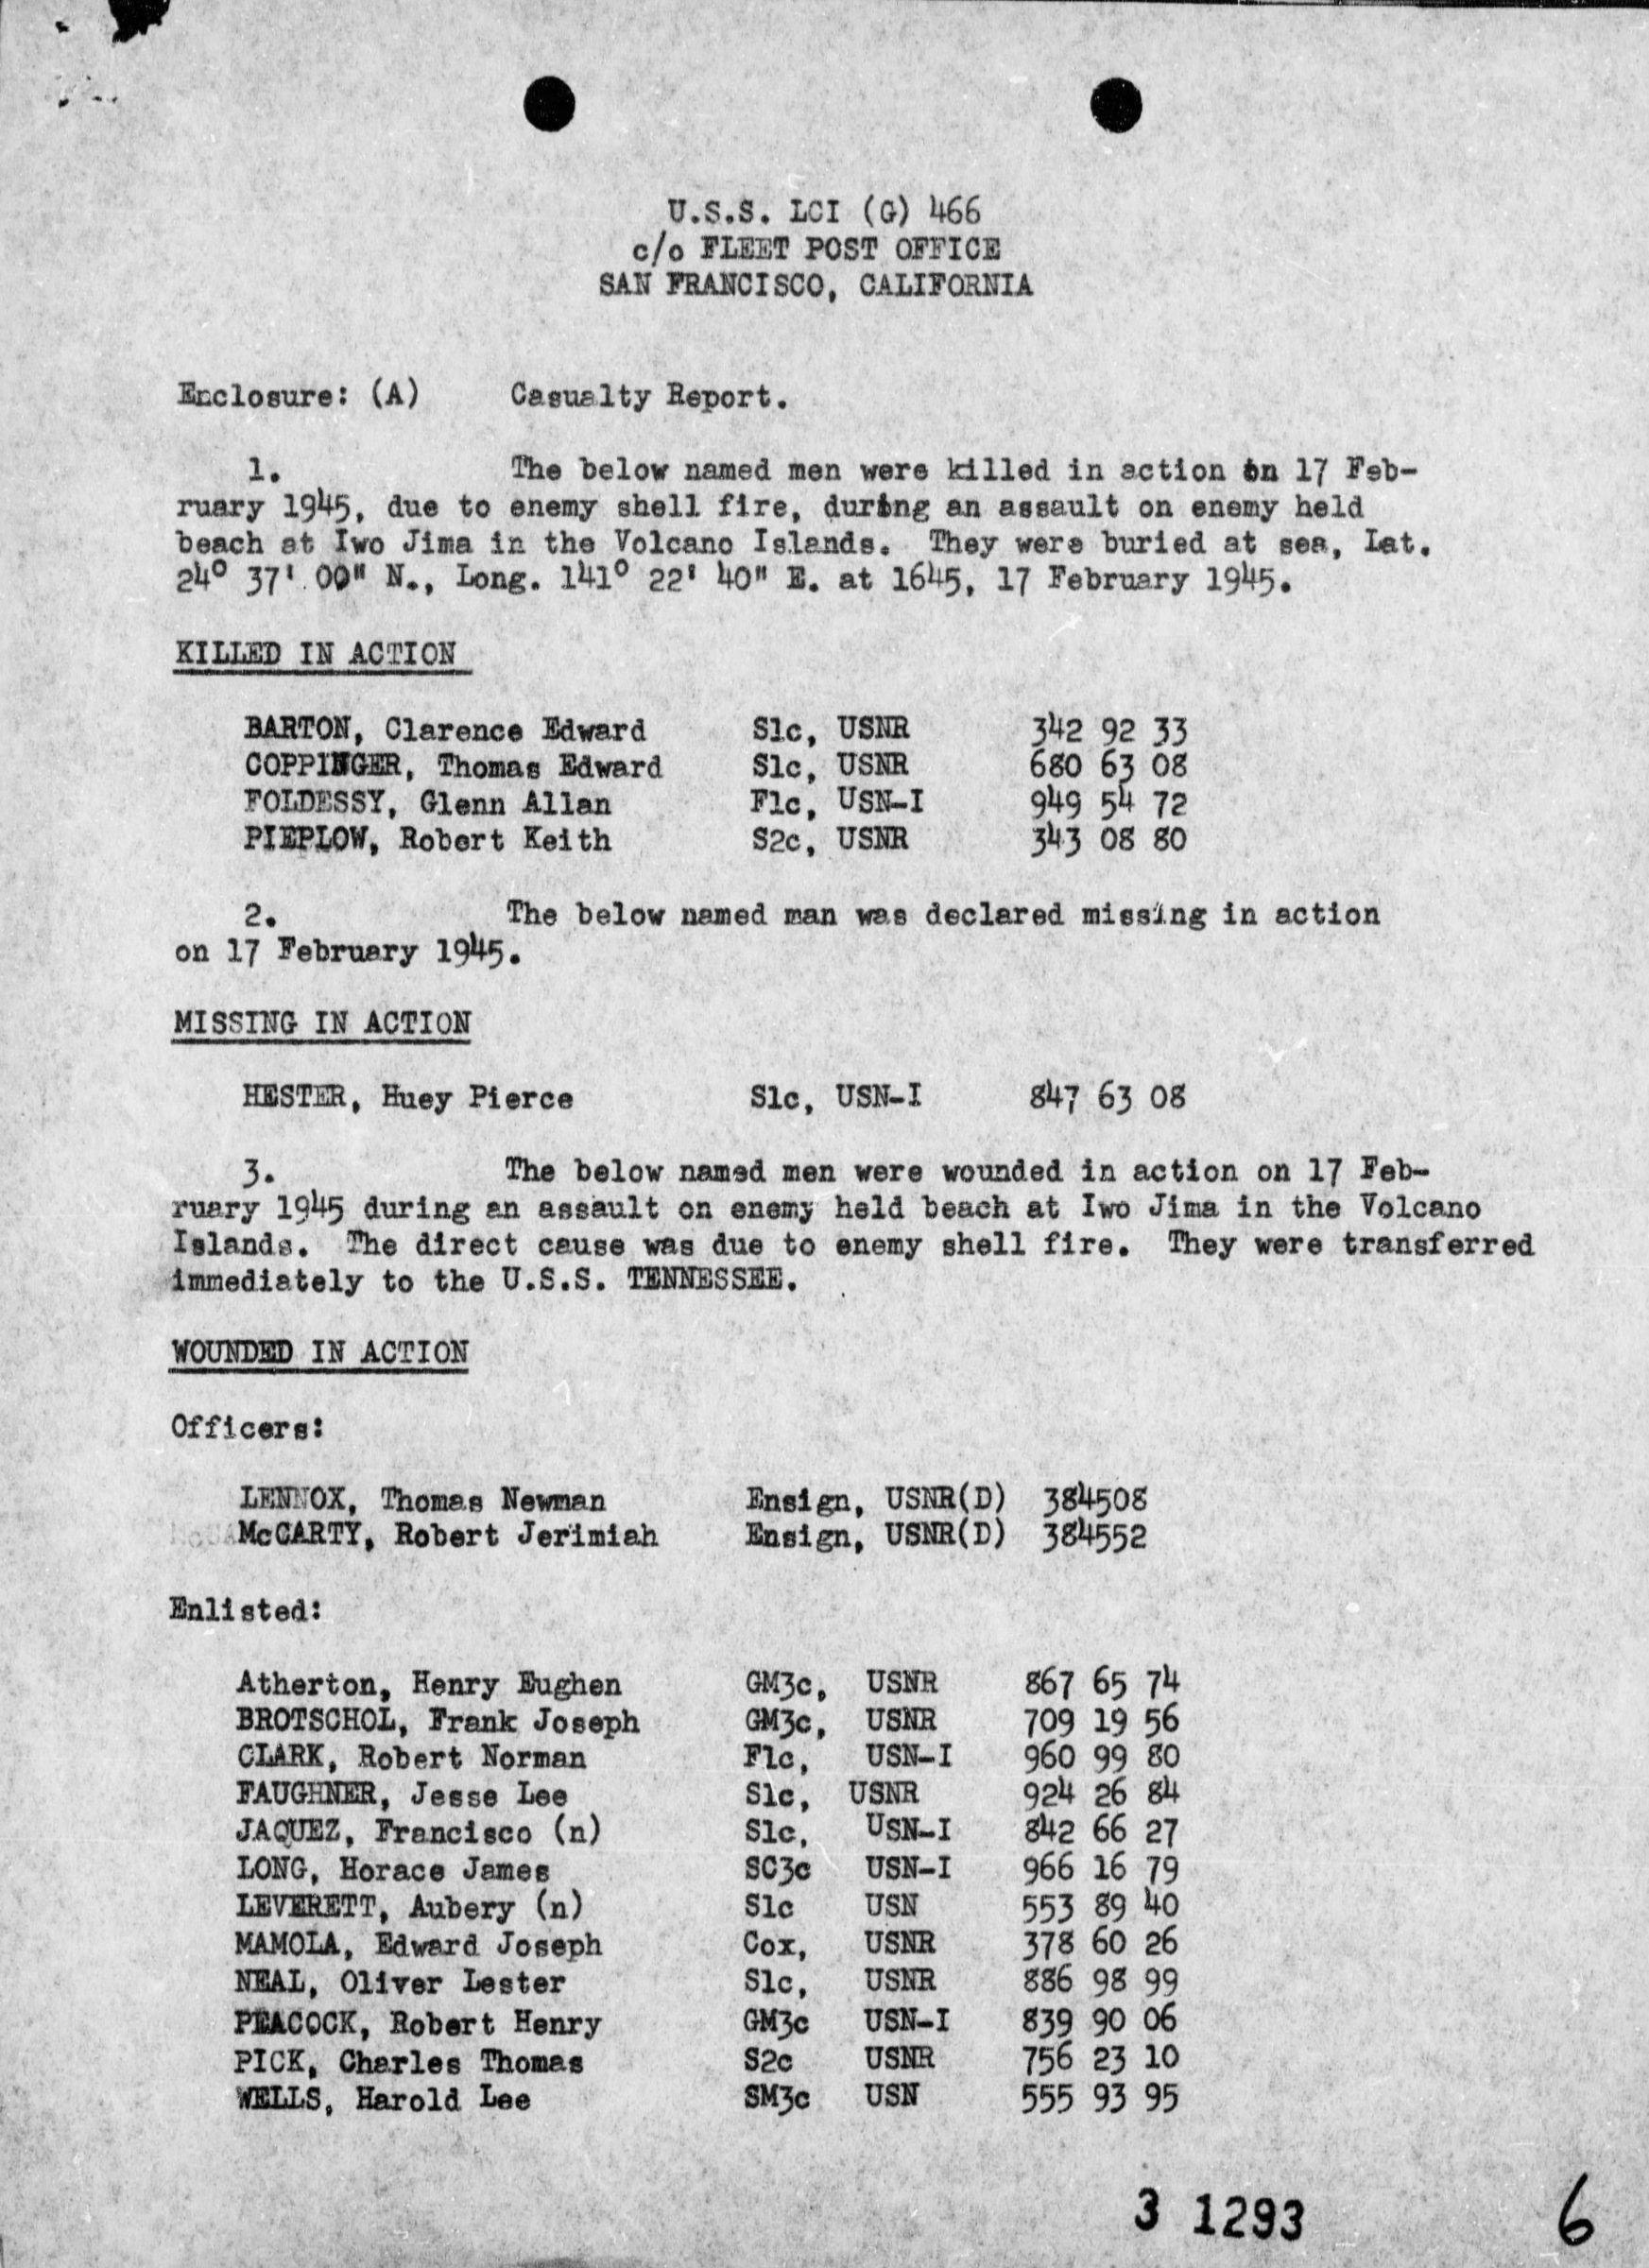 U.S.S. LCI (G) 466
c/o FLEET POST OFFICE
SAN FRANCISCO, CALIFORNIA
Enclosure: (A) Casualty Report.
1. The below named men were killed in action on 17 Feb-
ruary 1945, due to enemy shell fire, during an assault on enemy held
beach at Iwo Jima in the Volcano Islands. They were buried at sea, Lat.
24° 37' 00" N., Long. 141° 22' 40" E. at 1645, 17 February 1945.
KILLED IN ACTION
BARTON, Clarence Edward S1c, USNR 342 92 33
COPPINGER, Thomas Edward S1c, USNR 680 63 08
FOLDESSY, Glenn Allan F1c, USN-I 949 54 72
PIEPLOW, Robert Keith S2c, USNR 343 08 80
2. The below named man was declared missing in action
on 17 February 1945.
MISSING IN ACTION
HESTER, Huey Pierce S1c, USN-I 847 63 08
3. The below named men were wounded in action on 17 Feb-
ruary 1945 during an assault on enemy held beach at Iwo Jima in the Volcano
Islands. The direct cause was due to enemy shell fire. They were transferred
immediately to the U.S.S. TENNESSEE.
WOUNDED IN ACTION
Officers:
LENNOX, Thomas Newman Ensign, USNR(D) 384508
McCARTY, Robert Jerimiah Ensign, USNR(D) 384552
Enlisted:
Atherton, Henry Eughen GM3c, USNR 867 65 74
BROTSCHOL, Frank Joseph GM3c, USNR 709 19 56
CLARK, Robert Norman F1c, USN-I 960 99 80
FAUGHNER, Jesse Lee S1c, USNR 924 26 84
JAQUEZ, Francisco (n) S1c, USN-I 842 66 27
LONG, Horace James SC3c USN-I 966 16 79
LEVERETT, Aubery (n) S1c USN 553 89 40
MAMOLA, Edward Joseph Cox, USNR 378 60 26
NEAL, Oliver Lester S1c, USNR 886 98 99
PEACOCK, Robert Henry GM3c USN-I 839 90 06
PICK, Charles Thomas S2c USNR 756 23 10
WELLS, Harold Lee SM3c USN 555 93 95
3 1293 6